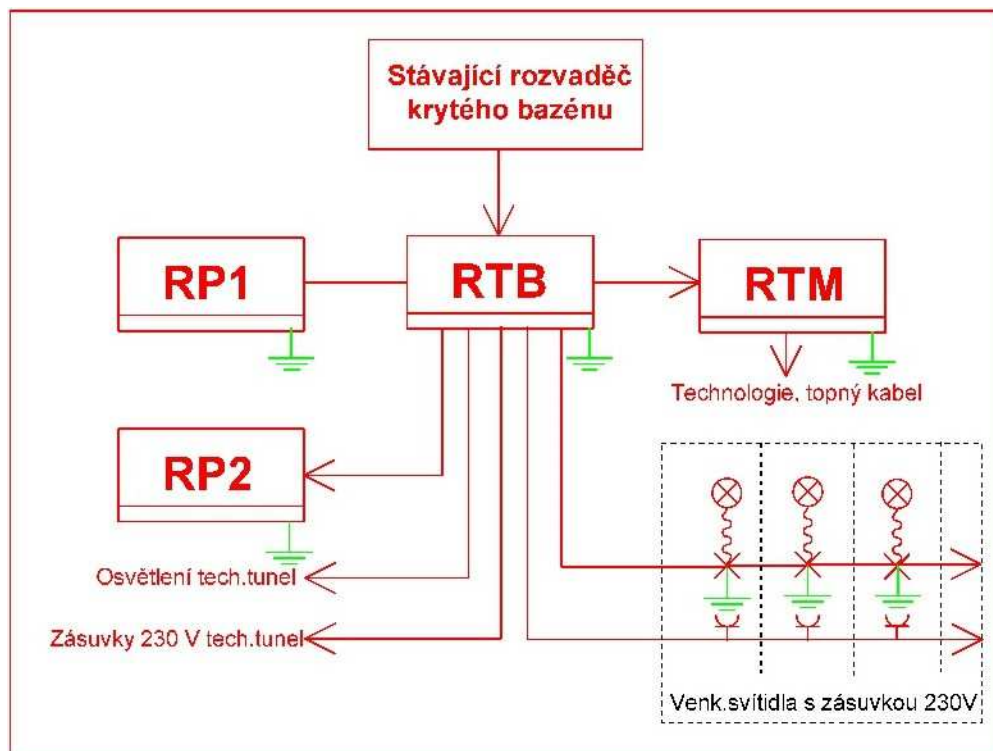 Stávající rozvaděč
krytého bazénu
RP1
RTB
RTM
Technologie, topný kabel
RP2
Osvětlení tech.tunel
Zásuvky 230 V tech.tunel
Venk.svítidla s zásuvkou 230V